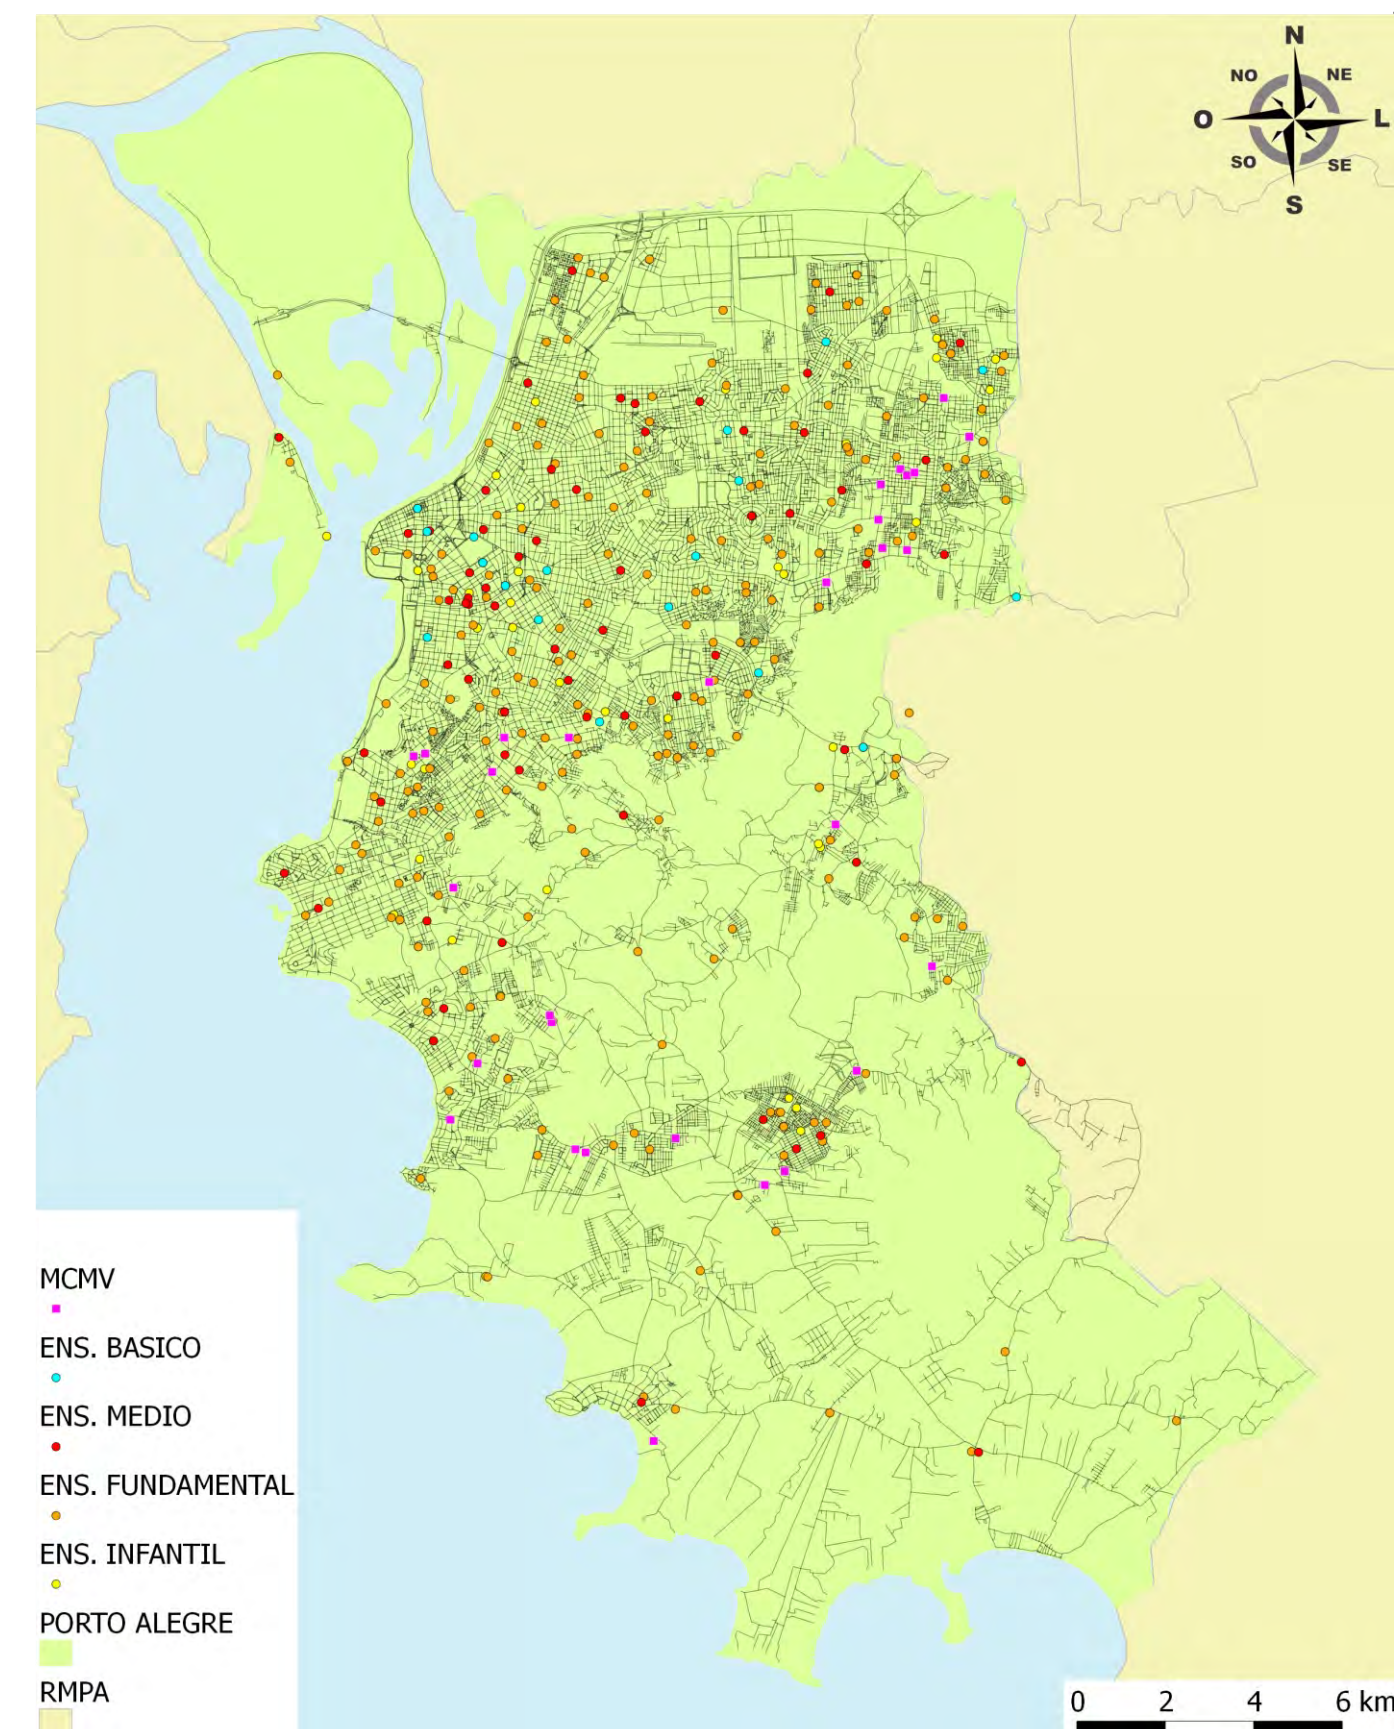 N
NO NE
O L
SO SE
S
MCMV
ENS. BASICO
ENS. MEDIO
ENS. FUNDAMENTAL
ENS. INFANTIL
PORTO ALEGRE
RMPA
0 2 4 6 km